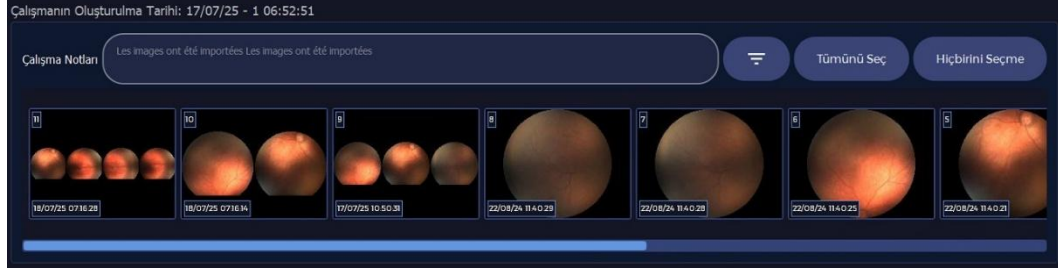 Çalışmanın Oluşturulma Tarihi: 17/07/25 - 1 06:52:51
Çalışma Notları
Les images ont été importées Les images ont été importées
Tümünü Seç
Hiçbirini Seçme
11
10
9
8
7
6
5
18/07/25 07:16:28
18/07/25 07:16:14
17/07/25 10:50:31
22/08/24 11:40:29
22/08/24 11:40:28
22/08/24 11:40:25
22/08/24 11:40:21